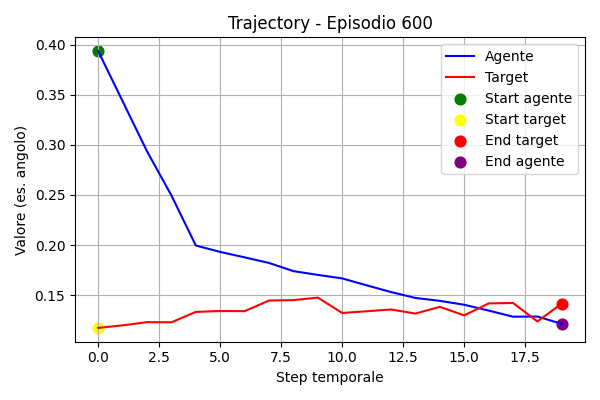 Trajectory - Episodio 600
Valore (es. angolo)
0.40
0.35
0.30
0.25
0.20
0.15
Agente
Target
Start agente
Start target
End target
End agente
0.0 2.5 5.0 7.5 10.0 12.5 15.0 17.5
Step temporale